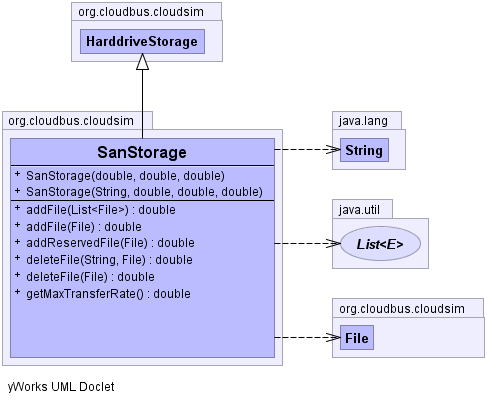 org.cloudbus.cloudsim
HarddriveStorage
org.cloudbus.cloudsim
SanStorage
+ SanStorage(double, double, double)
+ SanStorage(String, double, double, double)
+ addFile(List<File>) : double
+ addFile(File) : double
+ addReservedFile(File) : double
+ deleteFile(String, File) : double
+ deleteFile(File) : double
+ getMaxTransferRate() : double
java.lang
String
java.util
List<E>
org.cloudbus.cloudsim
File
yWorks UML Doclet